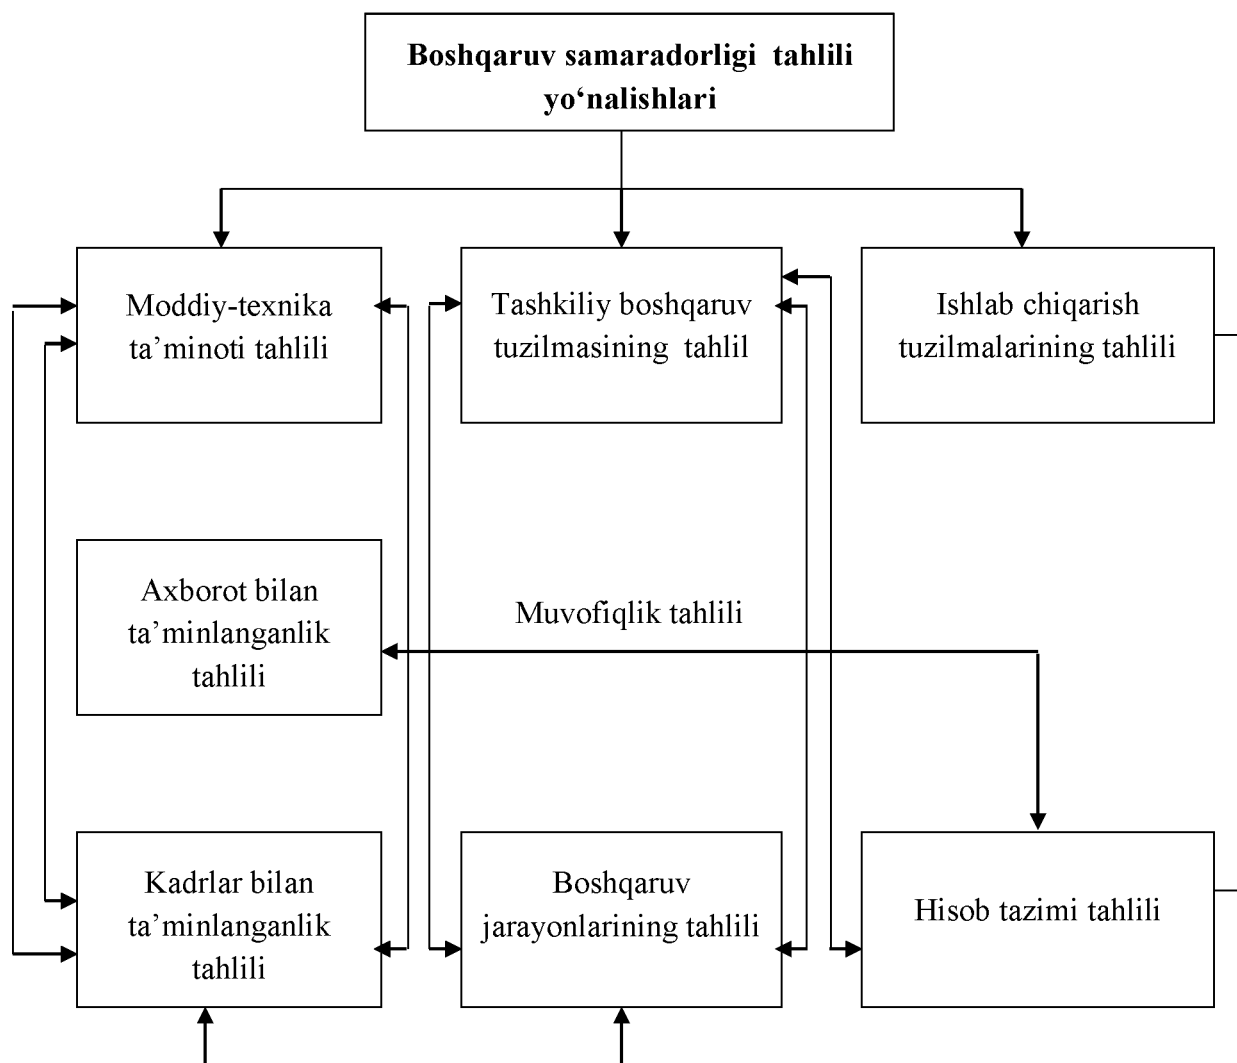 Boshqaruv samaradorligi tahlili
yo‘nalishlari
Moddiy-texnika
ta’minoti tahlili
Tashkiliy boshqaruv
tuzilmasining tahlil
Ishlab chiqarish
tuzilmalarining tahlili
Axborot bilan
ta’minlanganlik
tahlili
Muvofiqlik tahlili
Kadrlar bilan
ta’minlanganlik
tahlili
Boshqaruv
jarayonlarining tahlili
Hisob tazimi tahlili